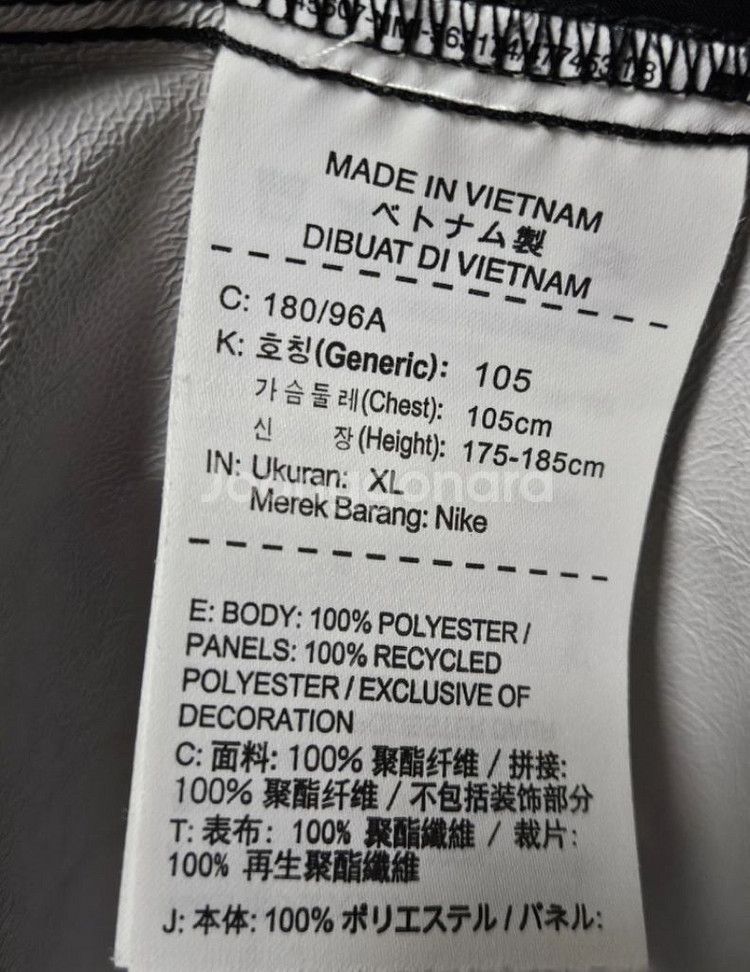 MADE IN VIETNAM
ベトナム製
DIBUAT DI VIETNAM
C: 180/96A
K: 호칭(Generic): 105
가슴둘레(Chest): 105cm
신 장(Height): 175-185cm
IN: Ukuran: XL
Merek Barang: Nike
E: BODY: 100% POLYESTER /
PANELS: 100% RECYCLED
POLYESTER / EXCLUSIVE OF
DECORATION
C: 面料: 100% 聚酯纤维 / 拼接:
100% 聚酯纤维 / 不包括装饰部分
T: 表布: 100% 聚酯纖維 / 裁片:
100% 再生聚酯纖維
J: 本体: 100% ポリエステル / パネル: